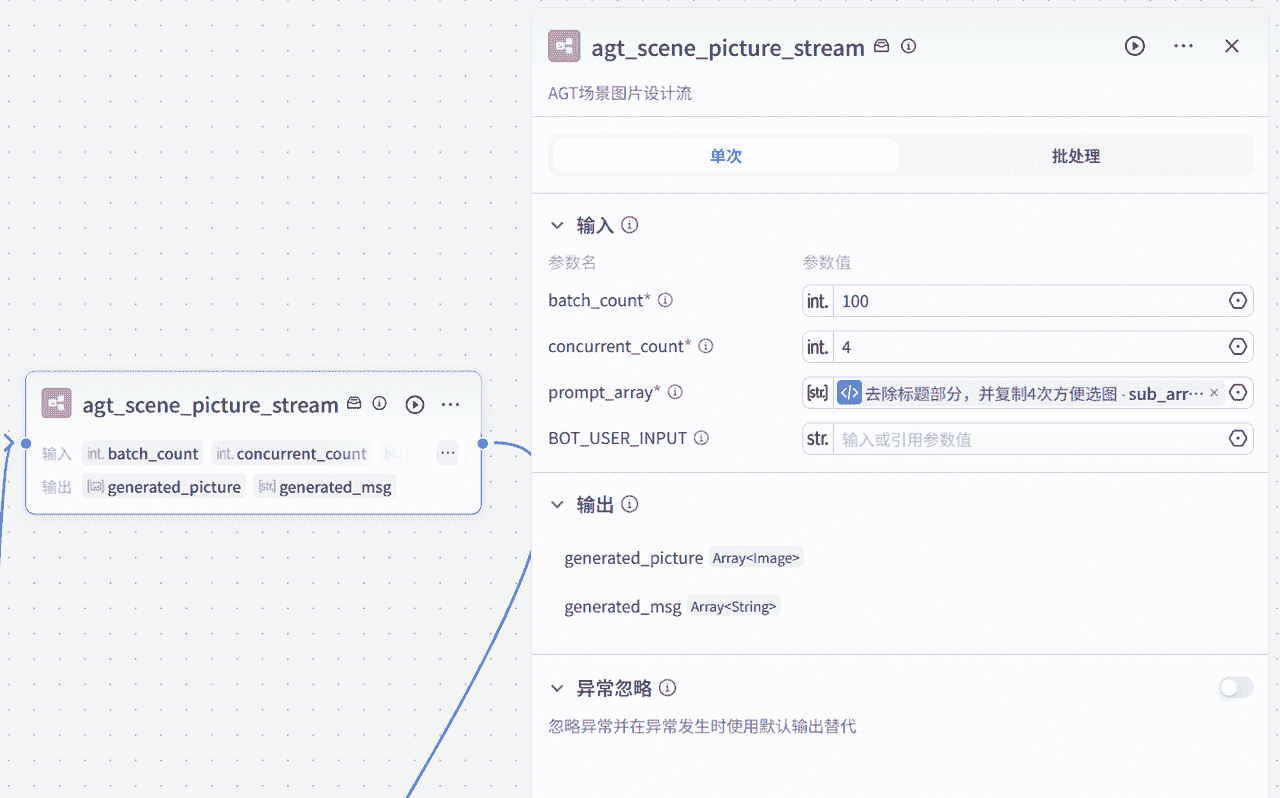 agt_scene_picture_stream
输入 int. batch_count int. concurrent_count [str] ...
输出 generated_picture [str] generated_msg
agt_scene_picture_stream
AGT场景图片设计流
单次 批处理
输入
参数名 参数值
batch_count* int. 100
concurrent_count* int. 4
prompt_array* [str] 去除标题部分，并复制4次方便选图 - sub_arr···
BOT_USER_INPUT str. 输入或引用参数值
输出
generated_picture Array<Image>
generated_msg Array<String>
异常忽略
忽略异常并在异常发生时使用默认输出替代